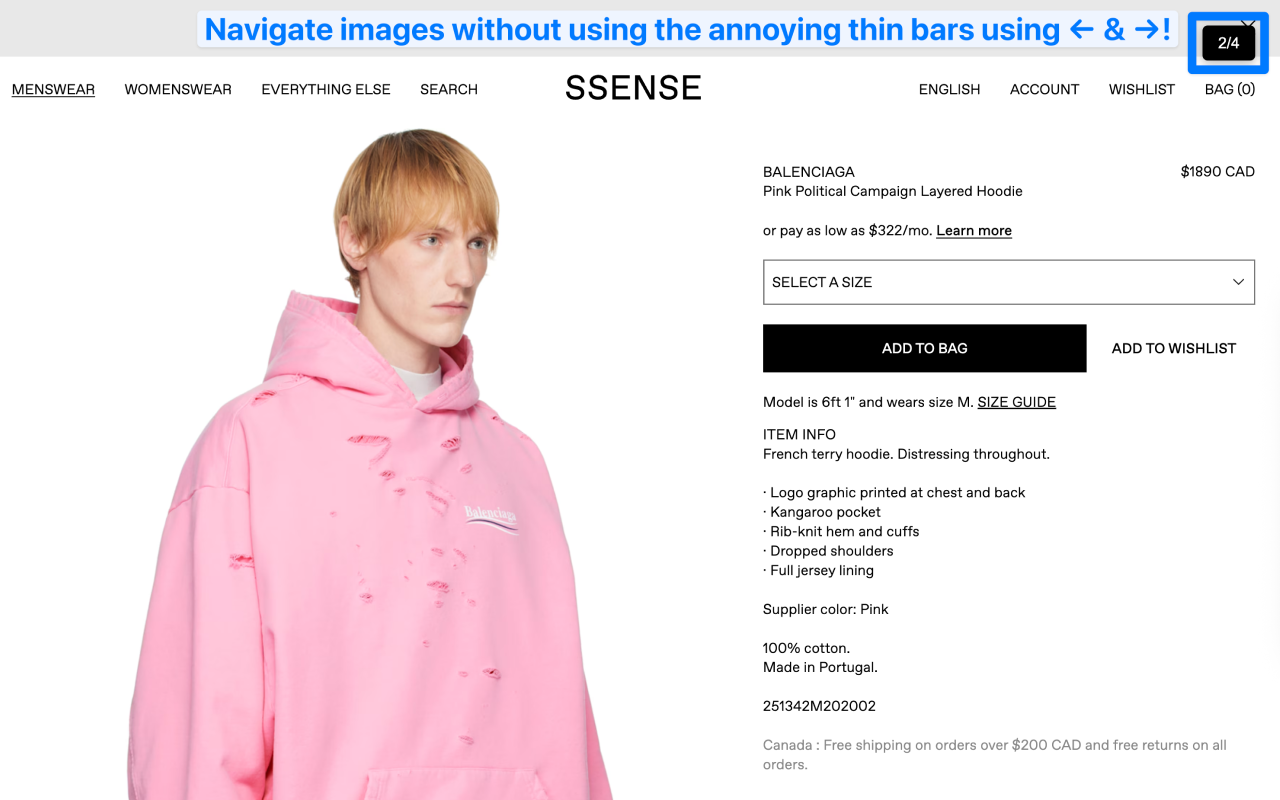 Navigate images without using the annoying thin bars using ← & →!
2/4
MENSWEAR WOMENSWEAR EVERYTHING ELSE SEARCH SSENSE ENGLISH ACCOUNT WISHLIST BAG (0)
BALENCIAGA $1890 CAD
Pink Political Campaign Layered Hoodie
or pay as low as $322/mo. Learn more
SELECT A SIZE
ADD TO BAG ADD TO WISHLIST
Model is 6ft 1" and wears size M. SIZE GUIDE
ITEM INFO
French terry hoodie. Distressing throughout.
· Logo graphic printed at chest and back
· Kangaroo pocket
· Rib-knit hem and cuffs
· Dropped shoulders
· Full jersey lining
Supplier color: Pink
100% cotton.
Made in Portugal.
251342M202002
Canada : Free shipping on orders over $200 CAD and free returns on all
orders.
Balenciaga